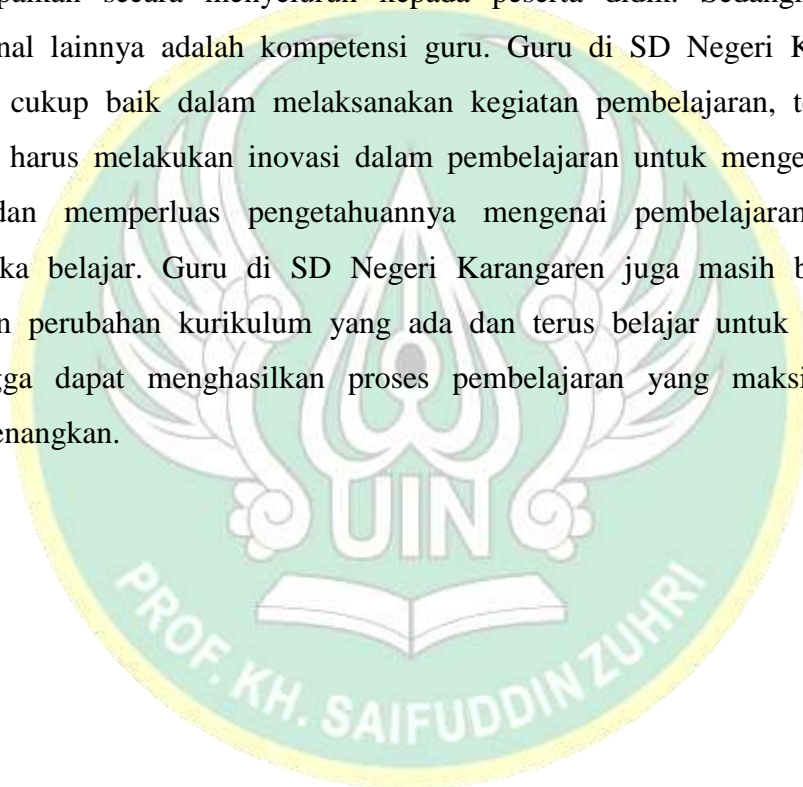 paikan secara menyeluruh kepada peserta didik. Sedang
nal lainnya adalah kompetensi guru. Guru di SD Negeri K
cukup baik dalam melaksanakan kegiatan pembelajaran, t
harus melakukan inovasi dalam pembelajaran untuk menge
dan memperluas pengetahuannya mengenai pembelajaran
ka belajar. Guru di SD Negeri Karangaren juga masih b
n perubahan kurikulum yang ada dan terus belajar untuk
gga dapat menghasilkan proses pembelajaran yang maksi
enangkan.
UIN
PROF. KH. SAIFUDDIN ZUHRI